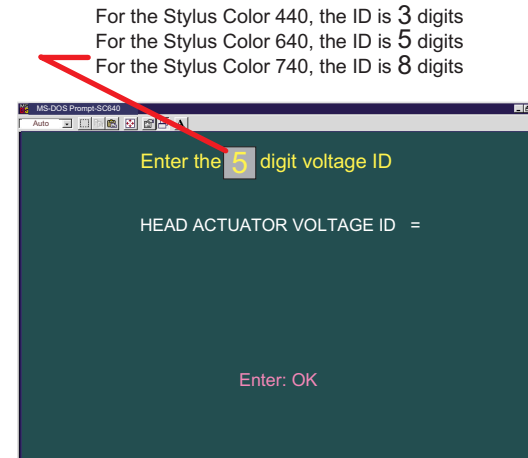 For the Stylus Color 440, the ID is 3 digits
For the Stylus Color 640, the ID is 5 digits
For the Stylus Color 740, the ID is 8 digits
MS-DOS Prompt-SC640
Auto A
Enter the 5 digit voltage ID
HEAD ACTUATOR VOLTAGE ID =
Enter: OK